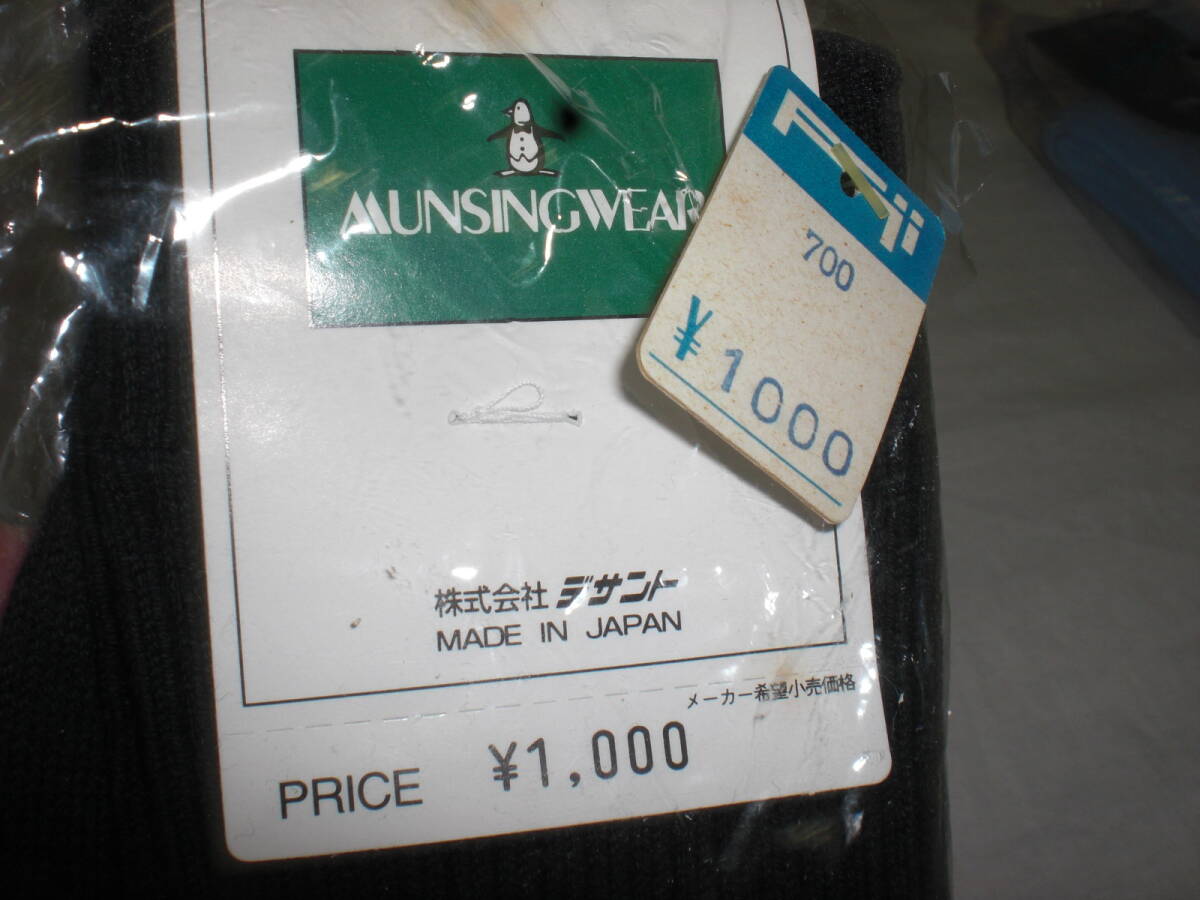 MUNSINGWEAR
700
¥1000
株式会社 デサント
MADE IN JAPAN
メーカー希望小売価格
PRICE ¥1,000